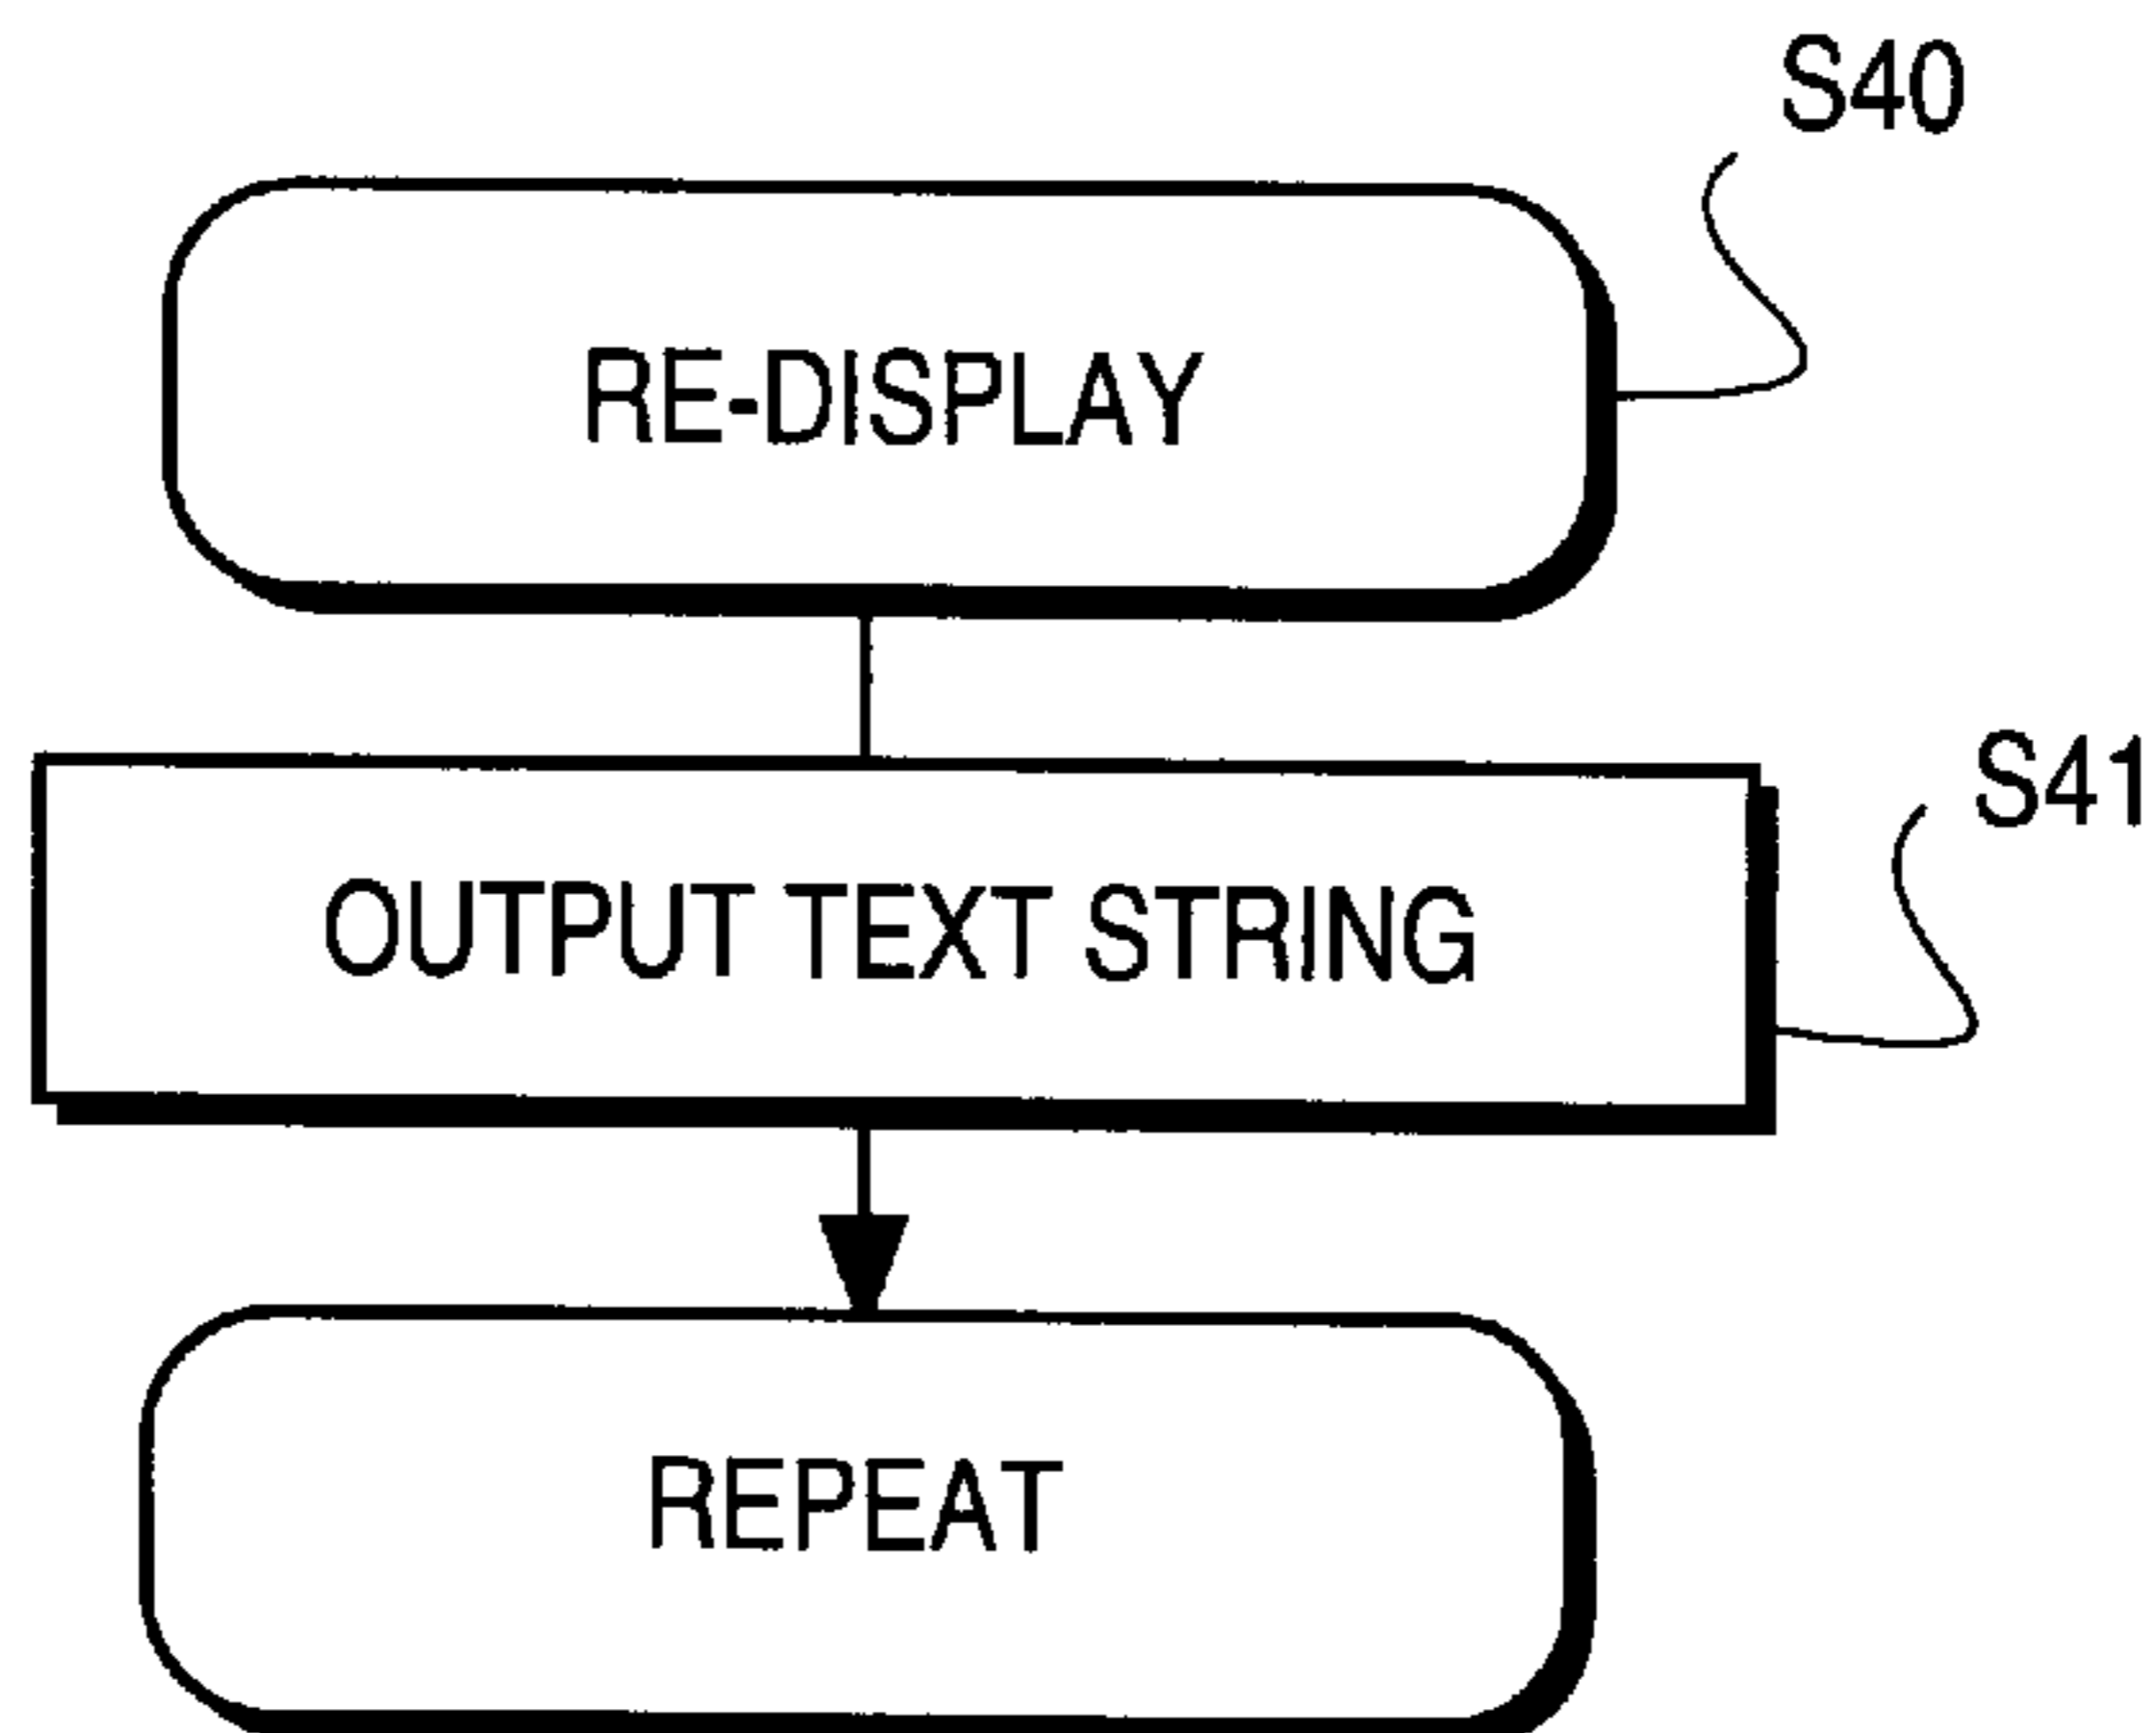 S40
RE-DISPLAY
S41
OUTPUT TEXT STRING
REPEAT